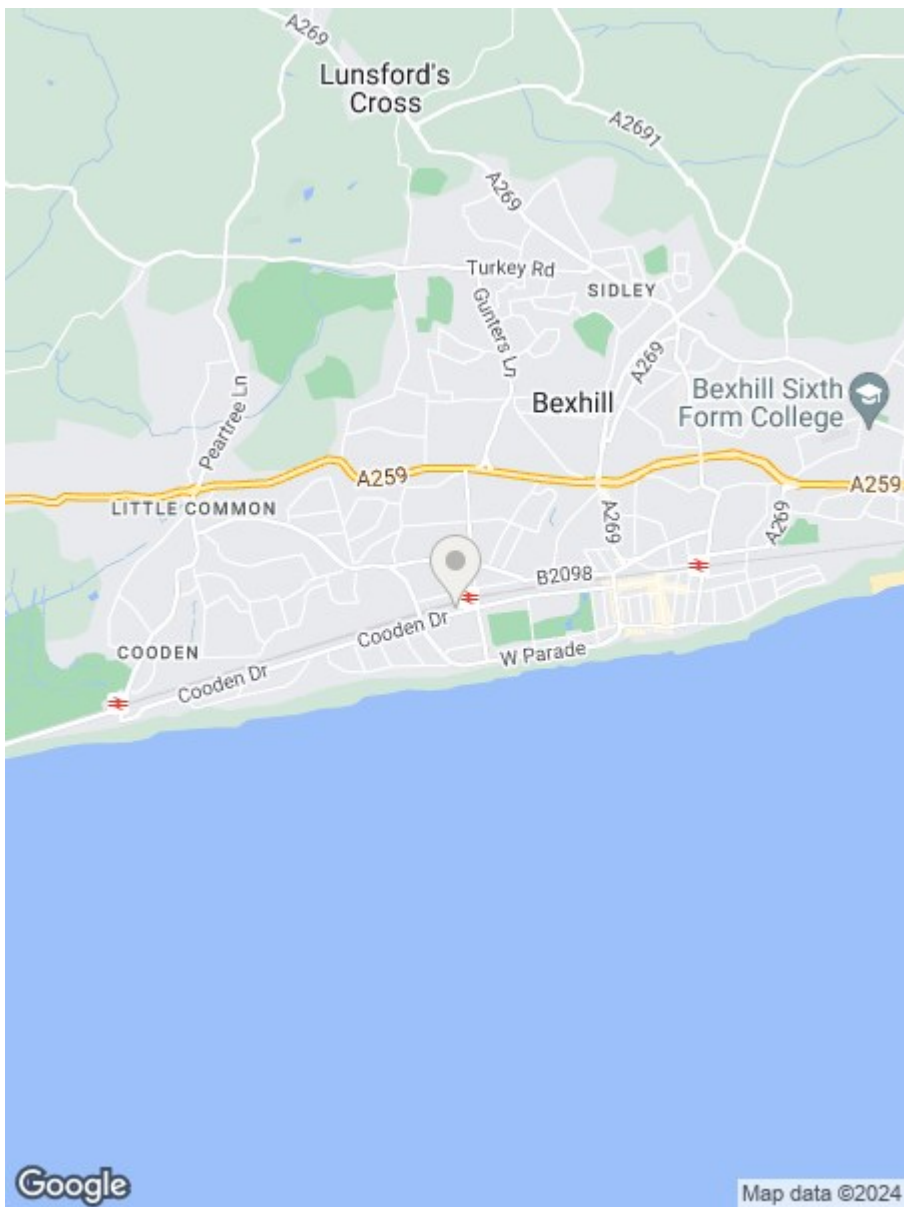 A269
Lunsford's
Cross
A2691
A269
Turkey Rd
SIDLEY
Gunters Ln
A269
Bexhill Sixth
Form College
Peartree Ln
Bexhill
A259
A259
LITTLE COMMON
A269
A269
B2098
Cooden Dr
COODEN
W Parade
Cooden Dr
Google
Map data ©2024